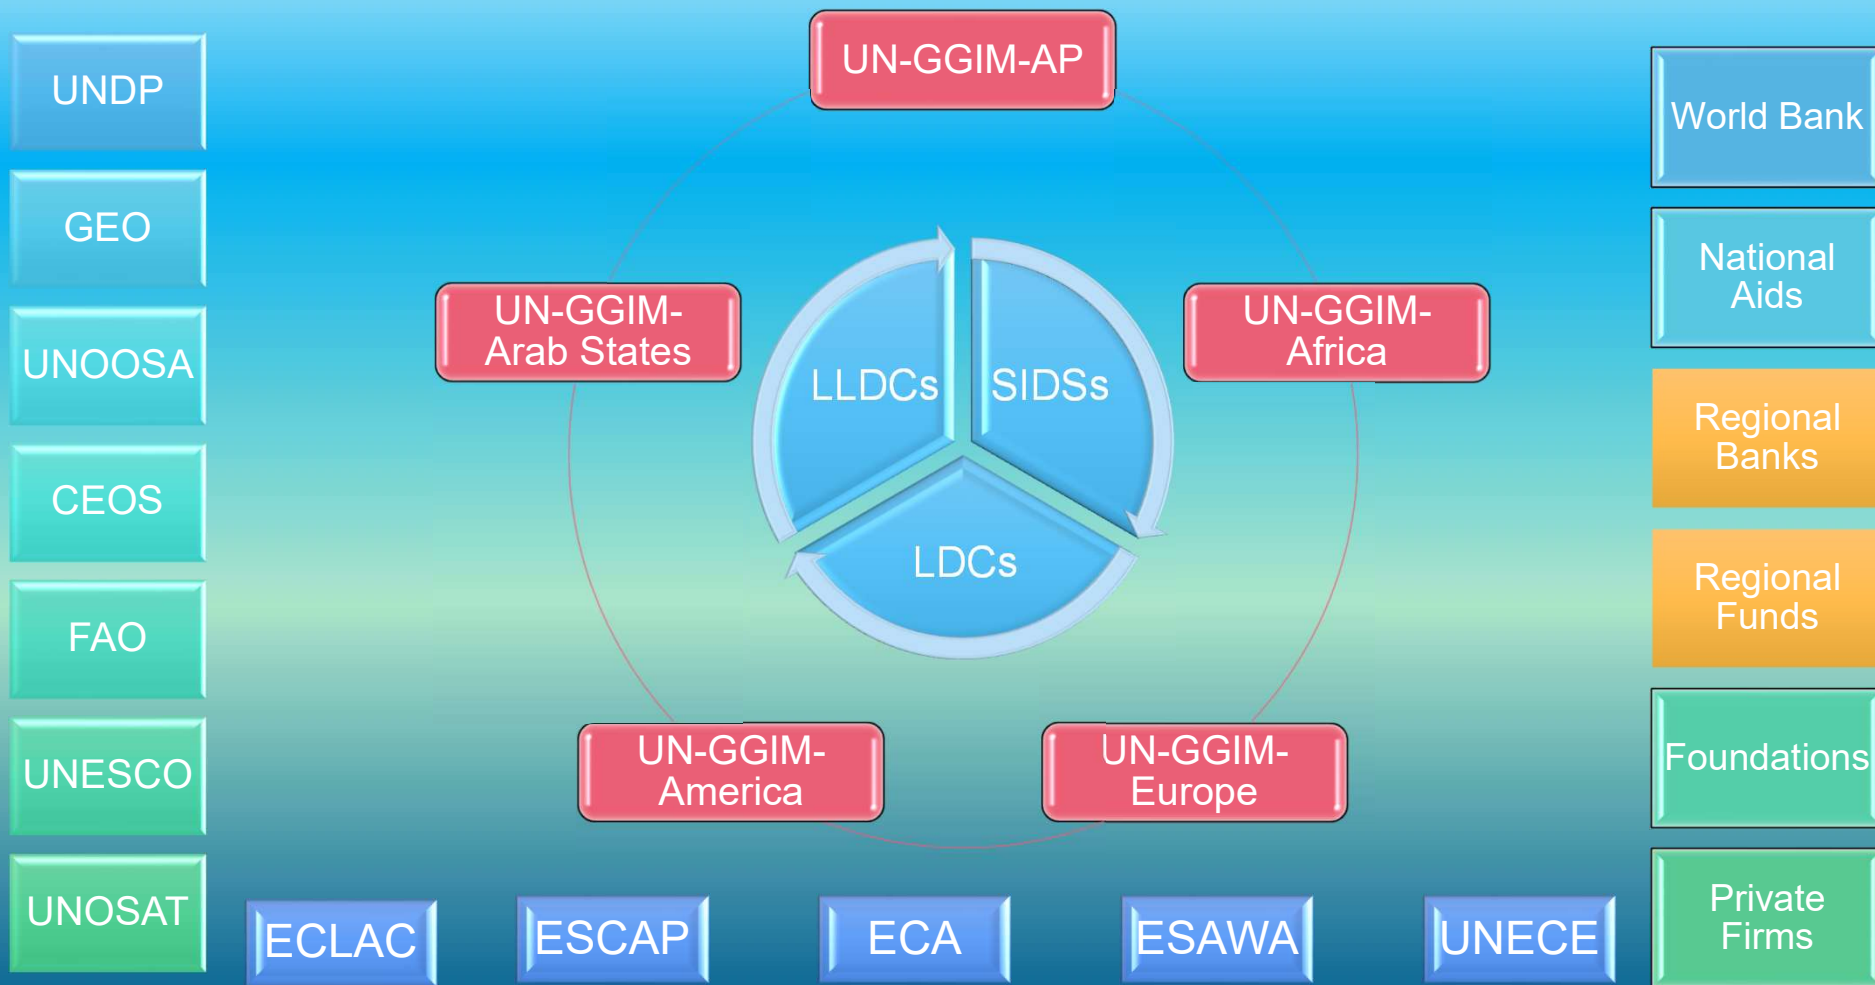 UNDP
GEO
UNOOSA
CEOS
FAO
UNESCO
UNOSAT
UN-GGIM-AP
UN-GGIM-
Arab States
UN-GGIM-
Africa
LLDCs
SIDSs
LDCs
UN-GGIM-
America
UN-GGIM-
Europe
ECLAC
ESCAP
ECA
ESAWA
UNECE
World Bank
National
Aids
Regional
Banks
Regional
Funds
Foundations
Private
Firms